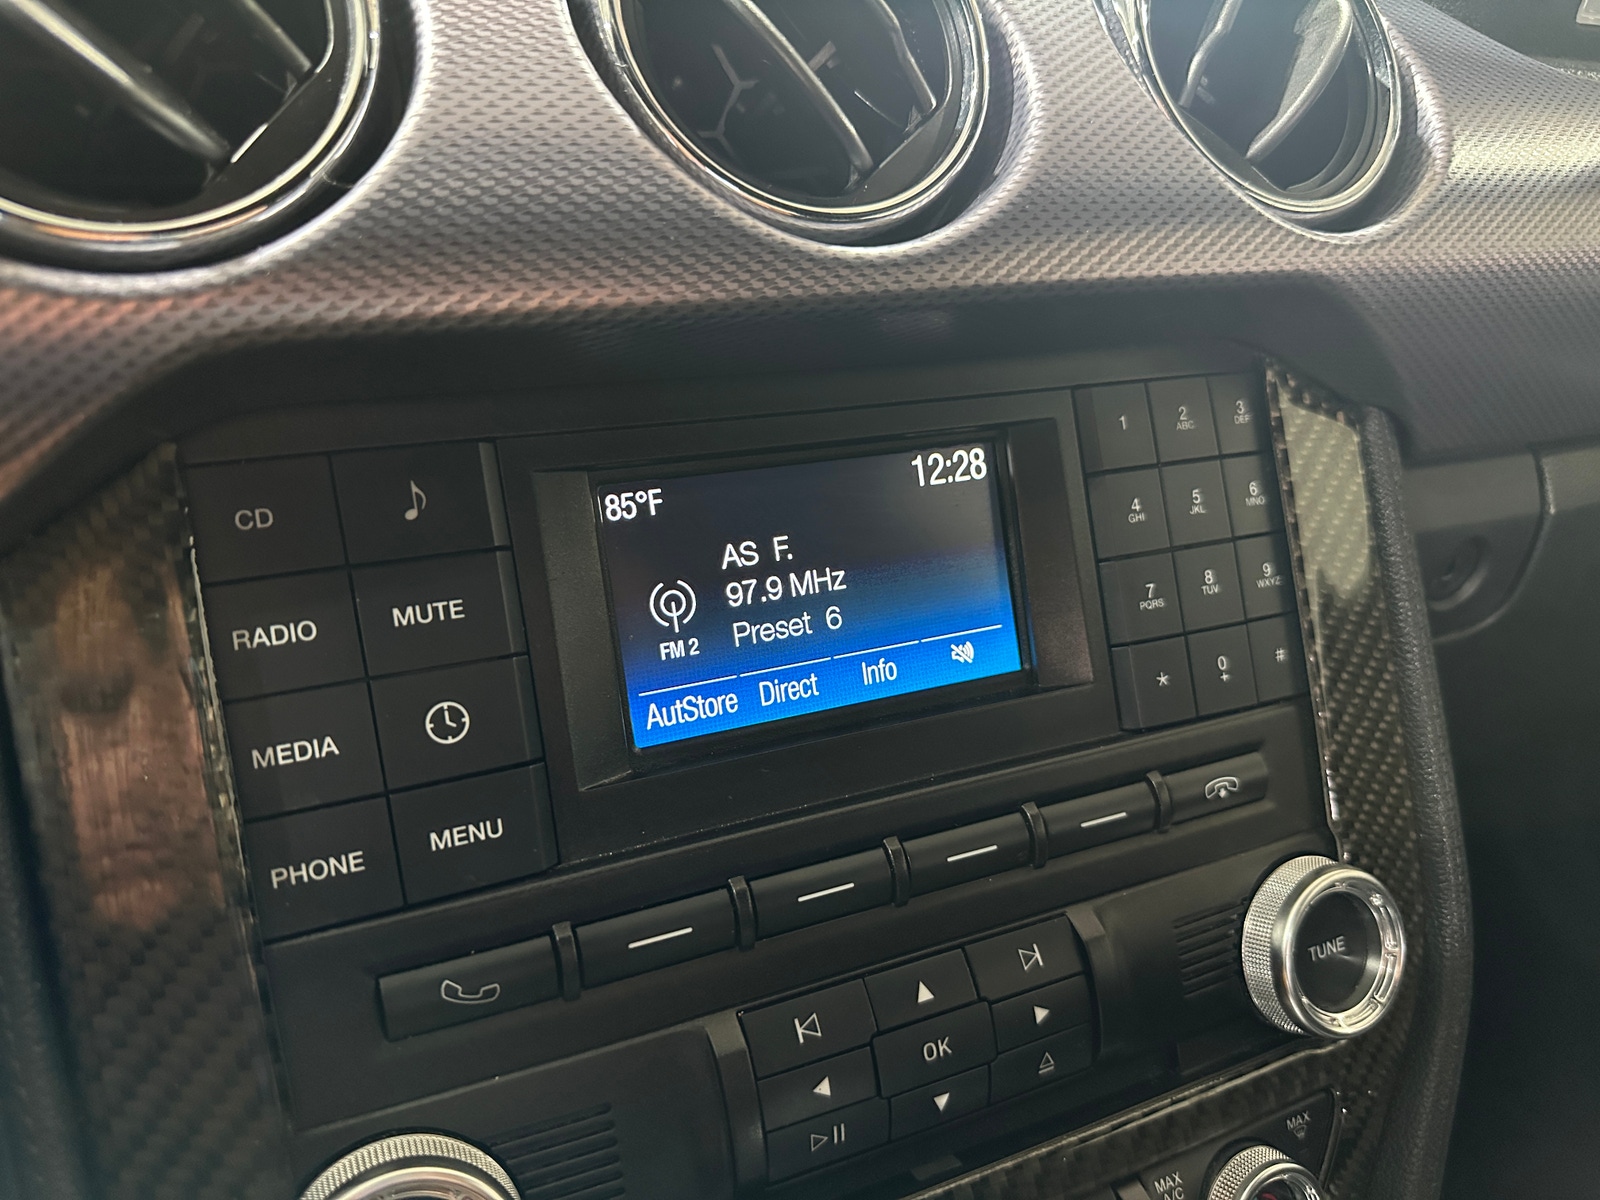 85°F 12:28
AS F.
97.9 MHz
Preset 6
FM 2
AutStore Direct Info
CD
RADIO MUTE
MEDIA
PHONE MENU
1 2 ABC 3 DEF
4 GHI 5 JKL 6 MNO
7 PQRS 8 TUV 9 WXYZ
* 0 + #
OK
TUNE
MAX
MAX
A/C